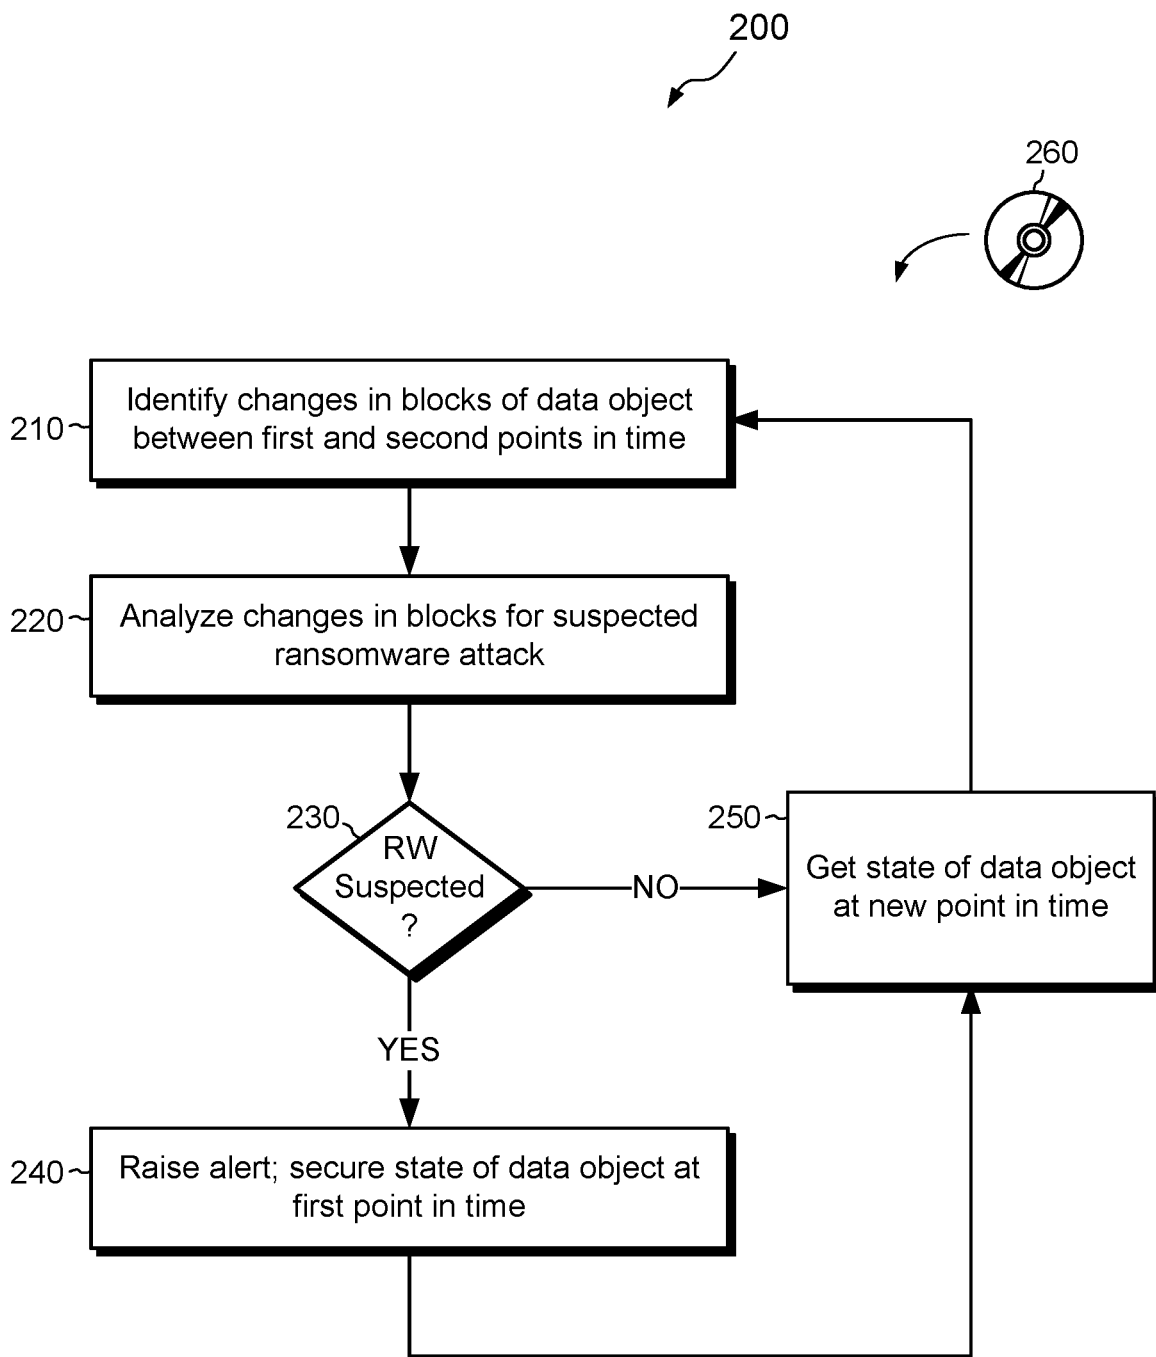 200
260
210
Identify changes in blocks of data object
between first and second points in time
220
Analyze changes in blocks for suspected
ransomware attack
230
RW
Suspected
?
NO
250
Get state of data object
at new point in time
YES
240
Raise alert; secure state of data object at
first point in time